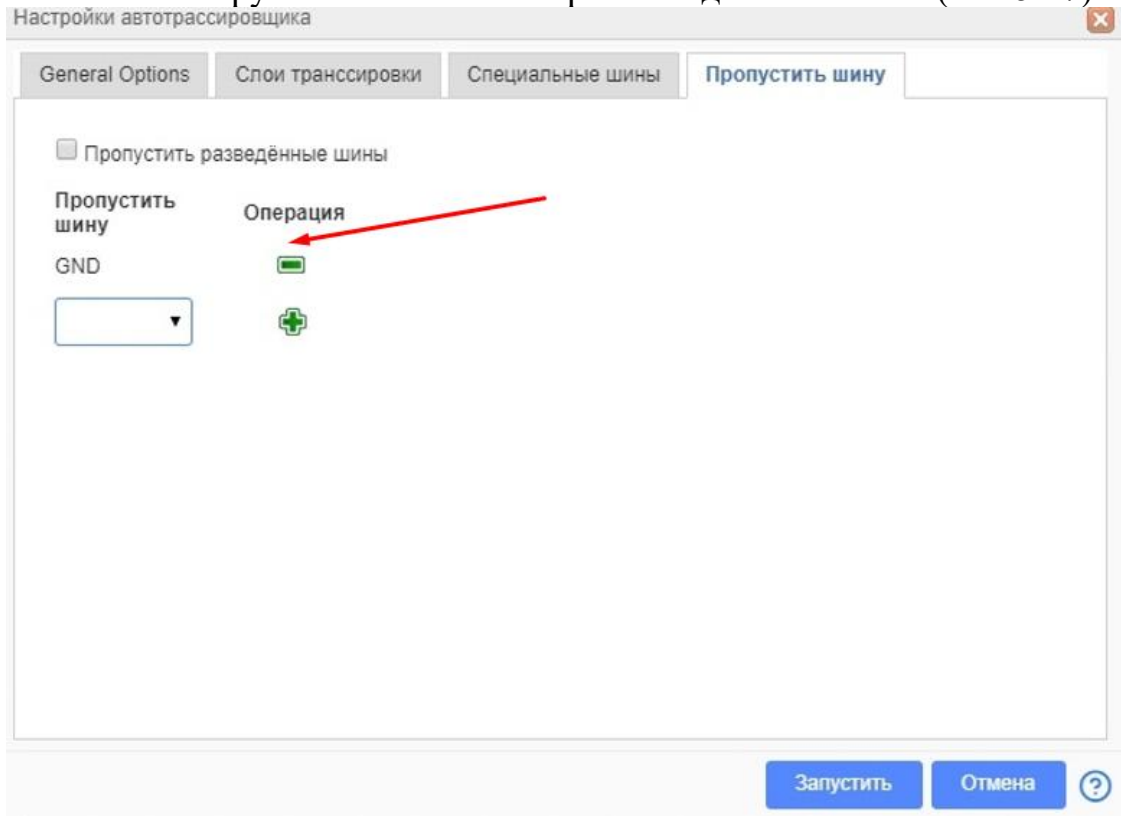 Настройки автотрассировщика
General Options Слои транссировки Специальные шины Пропустить шину
Пропустить разведённые шины
Пропустить шину Операция
GND
Запустить Отмена ?